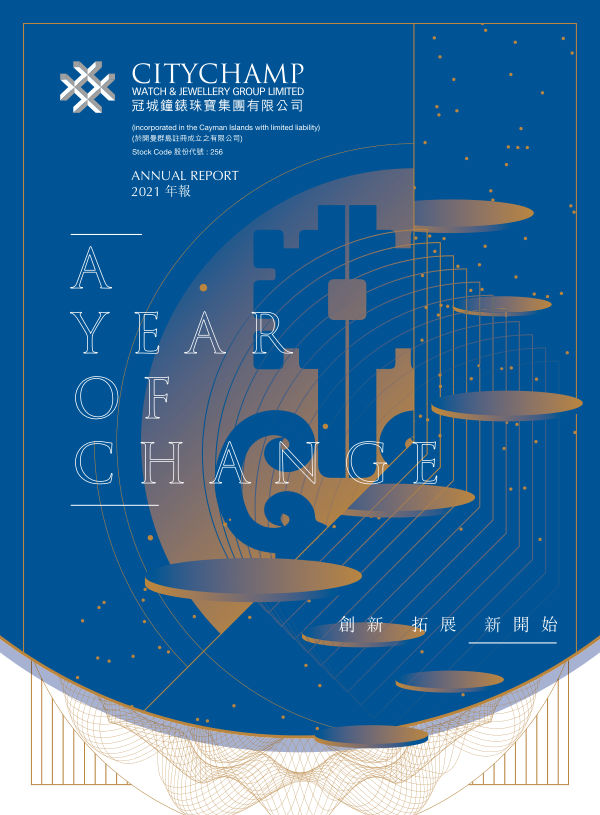 CITYCHAMP
WATCH & JEWELLERY GROUP LIMITED
冠城鐘錶珠寶集團有限公司
(incorporated in the Cayman Islands with limited liability)
(於開曼群島註冊成立之有限公司)
Stock Code 股份代號 : 256
ANNUAL REPORT
2021 年報
A
YEAR
OF
CHANGE
創新 拓展 新開始